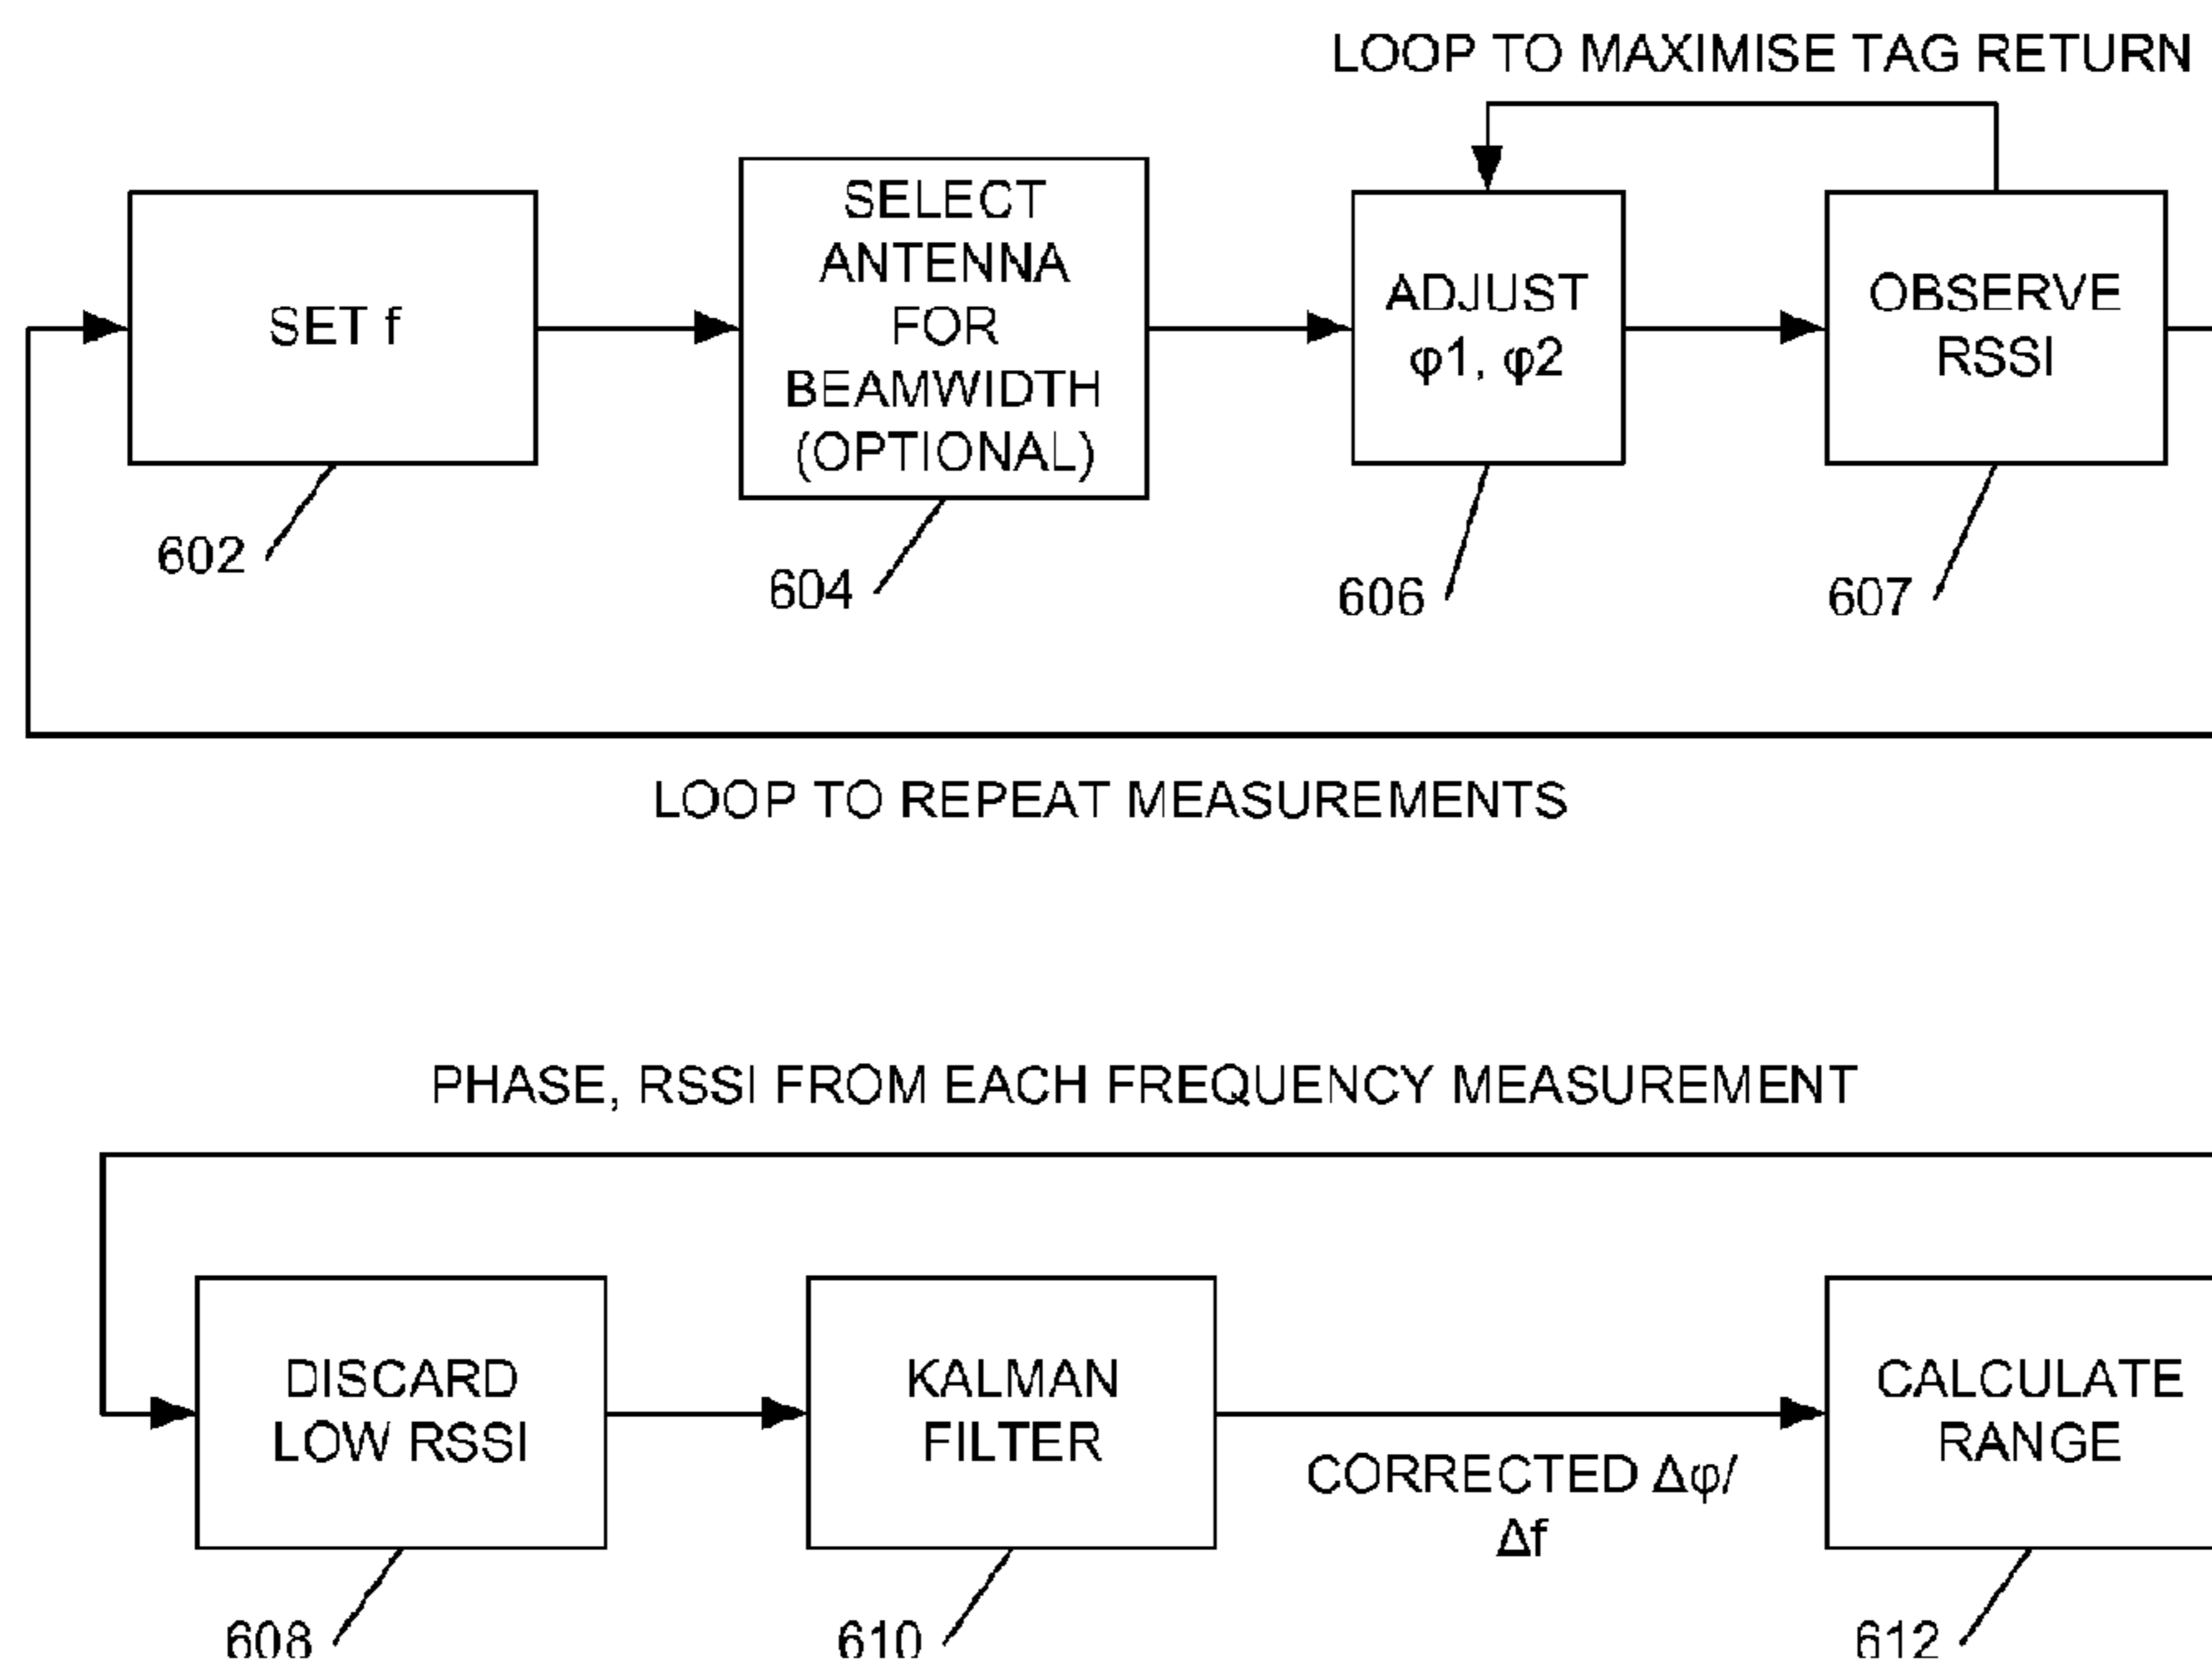 LOOP TO MAXIMISE TAG RETURN
SET f
SELECT
ANTENNA
FOR
BEAMWIDTH
(OPTIONAL)
ADJUST
φ1, φ2
OBSERVE
RSSI
602
604
606
607
LOOP TO REPEAT MEASUREMENTS
PHASE, RSSI FROM EACH FREQUENCY MEASUREMENT
DISCARD
LOW RSSI
KALMAN
FILTER
CORRECTED Δφ/
Δf
CALCULATE
RANGE
608
610
612